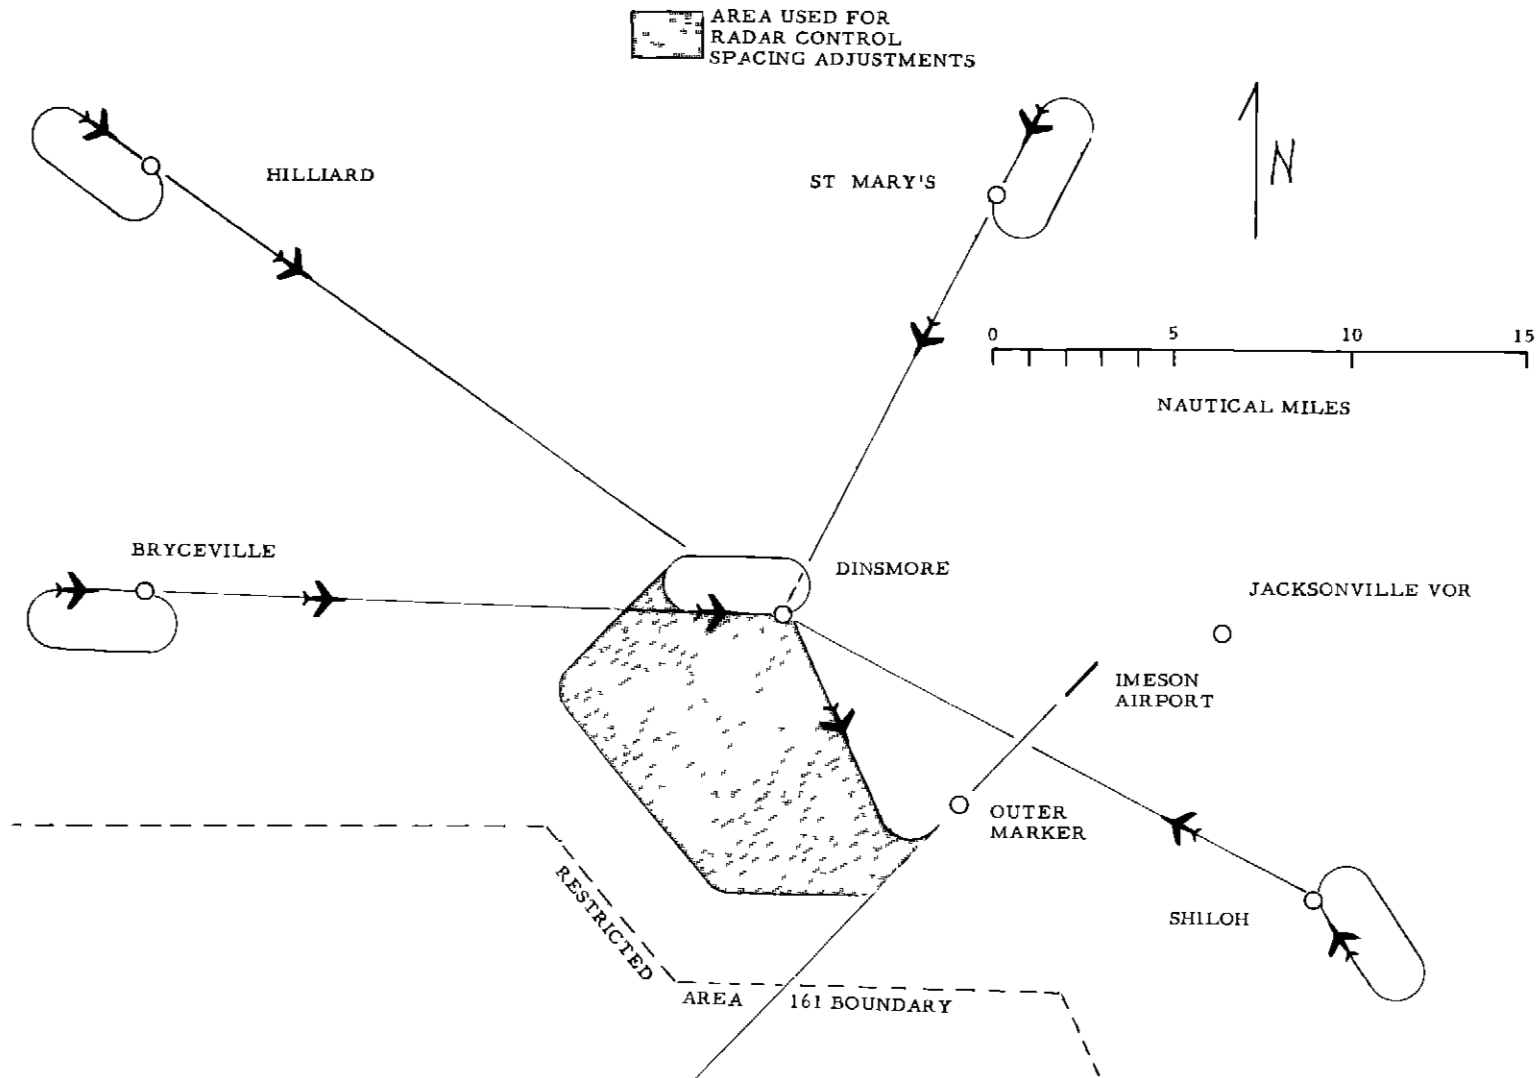 AREA USED FOR
RADAR CONTROL
SPACING ADJUSTMENTS
HILLIARD
ST MARY'S
N
0 5 10 15
NAUTICAL MILES
BRYCEVILLE
DINSMORE
JACKSONVILLE VOR
IMESON
AIRPORT
OUTER
MARKER
SHILOH
RESTRICTED
AREA 161 BOUNDARY